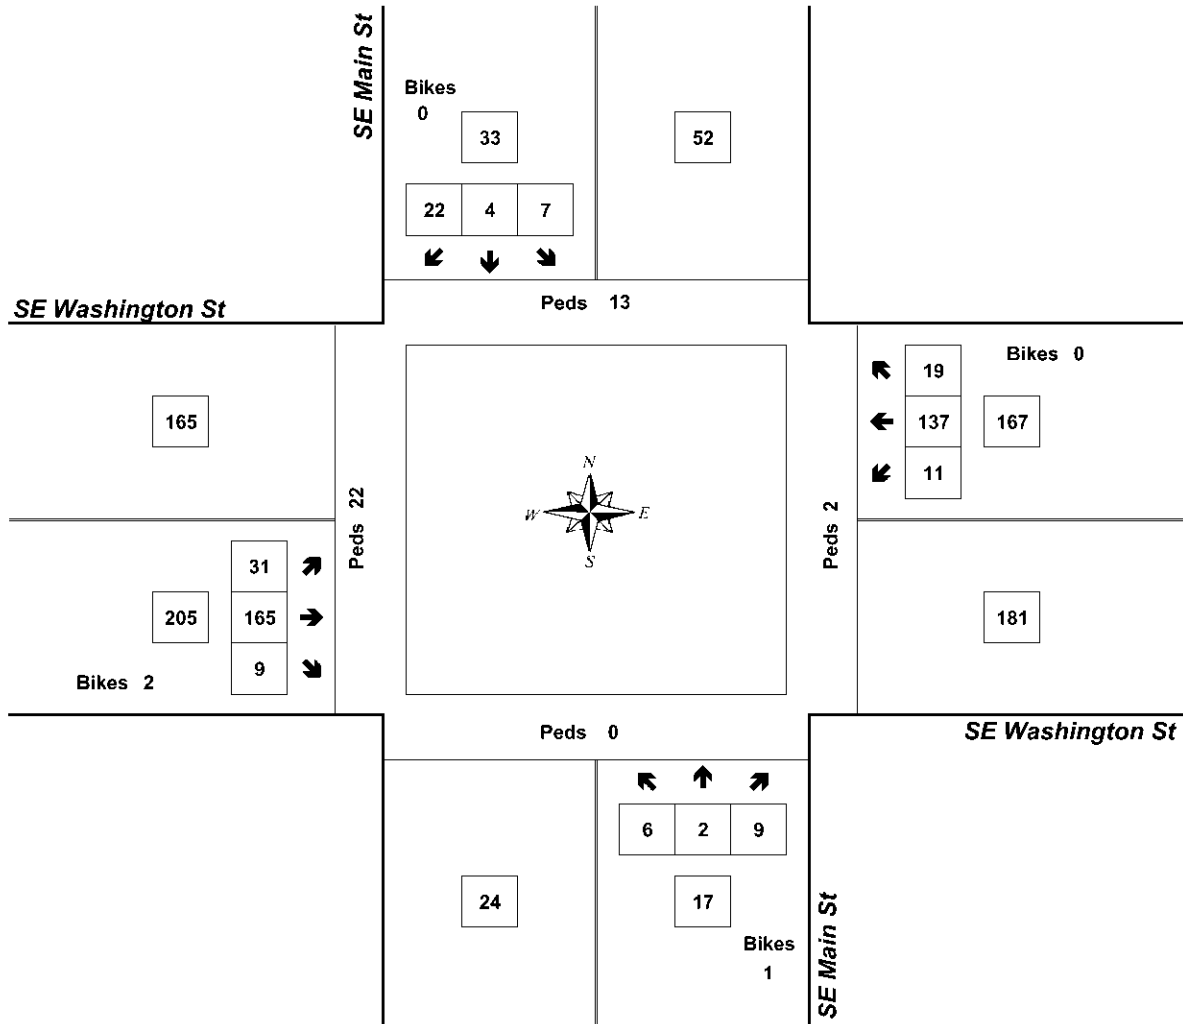 SE Main St
Bikes
0
33
52
22 4 7
Peds 13
SE Washington St
Bikes 0
19
165
137 167
11
N
W E
S
Peds 22
Peds 2
31
205 165
9
181
Bikes 2
Peds 0
SE Washington St
6 2 9
24
17
Bikes
1
SE Main St